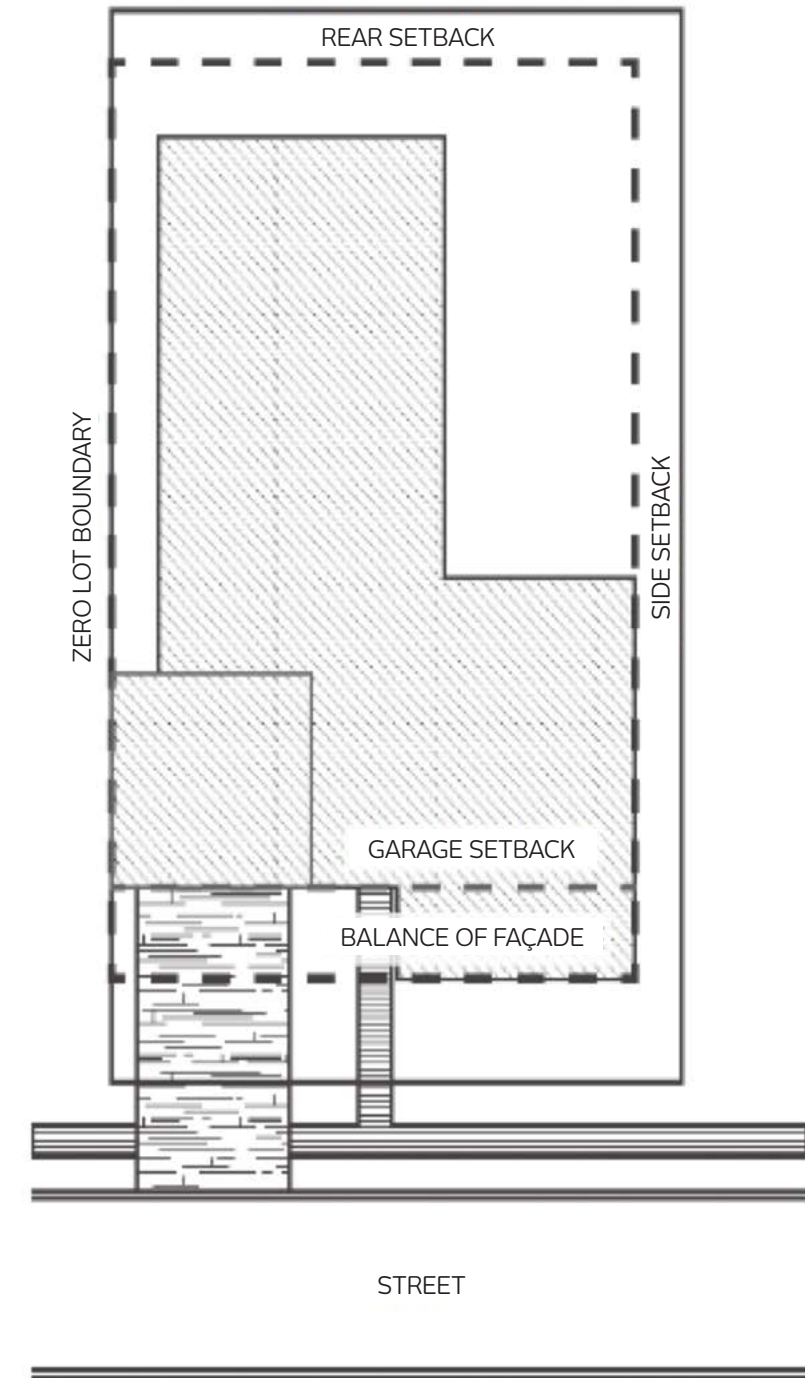 REAR SETBACK
ZERO LOT BOUNDARY
SIDE SETBACK
GARAGE SETBACK
BALANCE OF FAÇADE
STREET